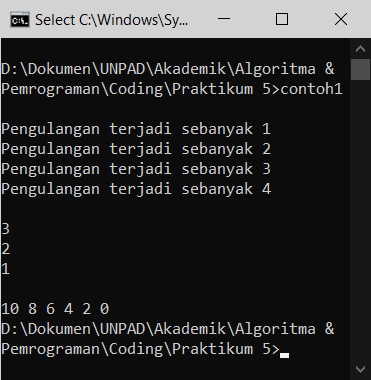 Select C:\Windows\Sy...
D:\Dokumen\UNPAD\Akademik\Algoritma &
Pemrograman\Coding\Praktikum 5>contoh1
Pengulangan terjadi sebanyak 1
Pengulangan terjadi sebanyak 2
Pengulangan terjadi sebanyak 3
Pengulangan terjadi sebanyak 4
3
2
1
10 8 6 4 2 0
D:\Dokumen\UNPAD\Akademik\Algoritma &
Pemrograman\Coding\Praktikum 5>